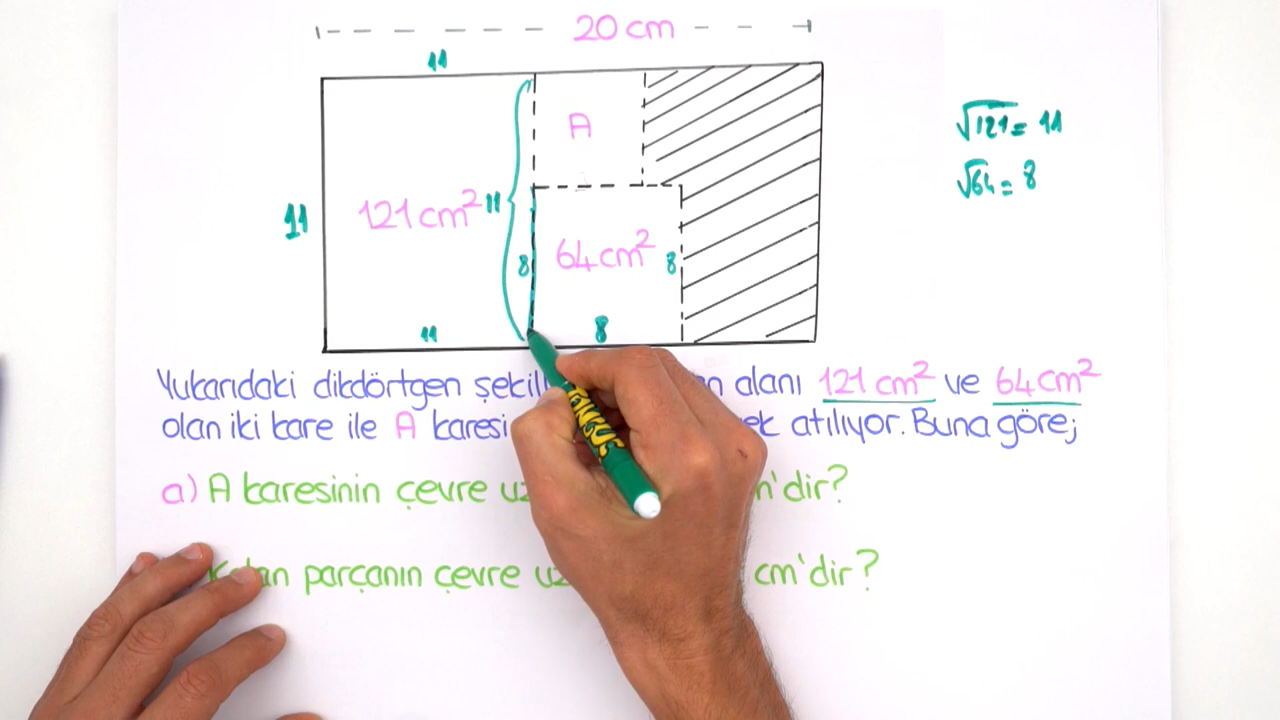 20 cm
11
A
√121 = 11
√64 = 8
11
121 cm²
11
64 cm²
8
8
11
8
Yukarıdaki dikdörtgen alanı 121 cm² ve 64 cm²
olan iki kare ile A karesi atılıyor. Buna göre;
a) A karesinin çevre
cm'dir?
parçanın çevre cm'dir?